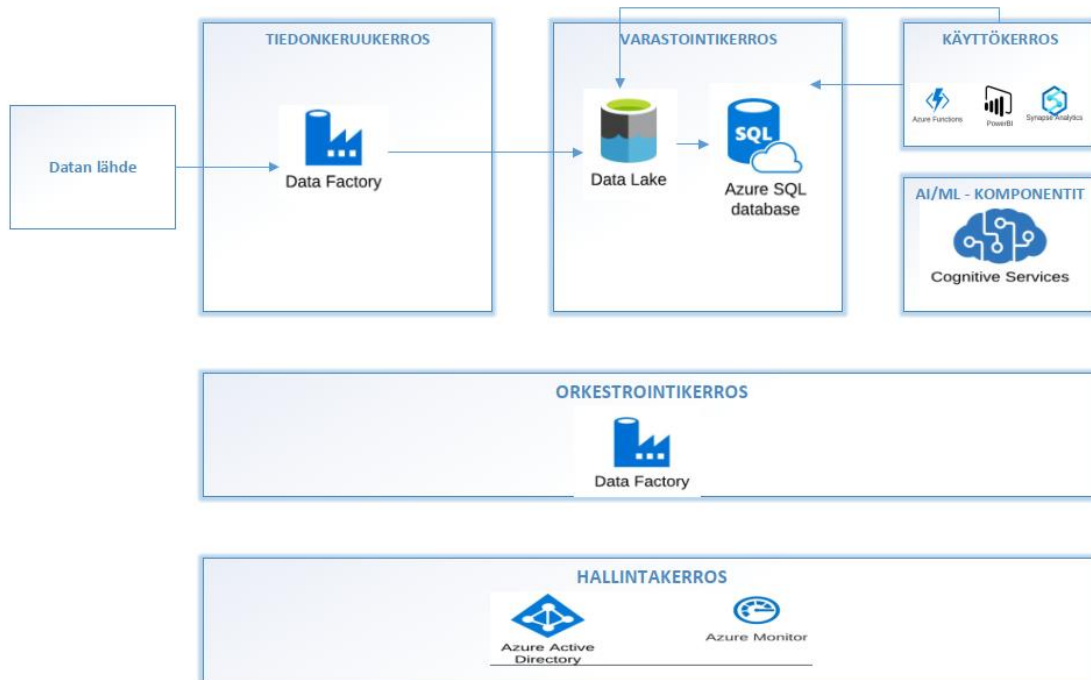 TIEDONKERUUKERROS
VARASTOINTIKERROS
KÄYTTÖKERROS
Datan lähde
Data Factory
Data Lake
SQL
Azure SQL
database
Azure Functions
PowerBI
Synapse Analytics
AI/ML - KOMPONENTIT
Cognitive Services
ORKESTROINTIKERROS
Data Factory
HALLINTAKERROS
Azure Active
Directory
Azure Monitor